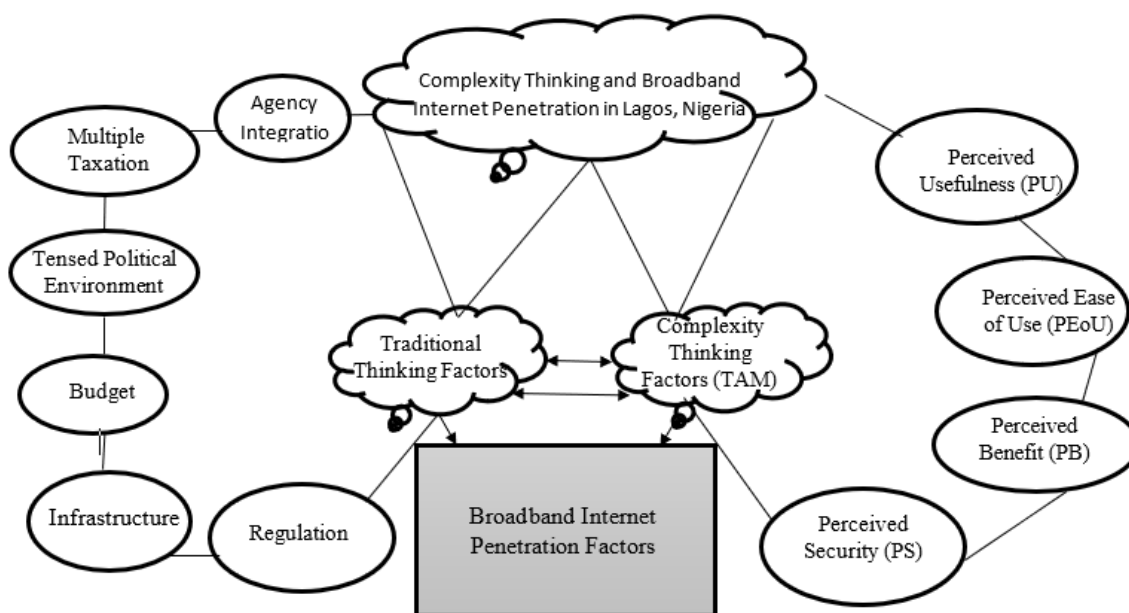 Complexity Thinking and Broadband
Internet Penetration in Lagos, Nigeria
Agency
Integratio
Multiple
Taxation
Perceived
Usefulness (PU)
Tensed Political
Environment
Perceived Ease
of Use (PEoU)
Traditional
Thinking Factors
Complexity
Thinking
Factors (TAM)
Budget
Perceived
Benefit (PB)
Infrastructure
Regulation
Broadband Internet
Penetration Factors
Perceived
Security (PS)